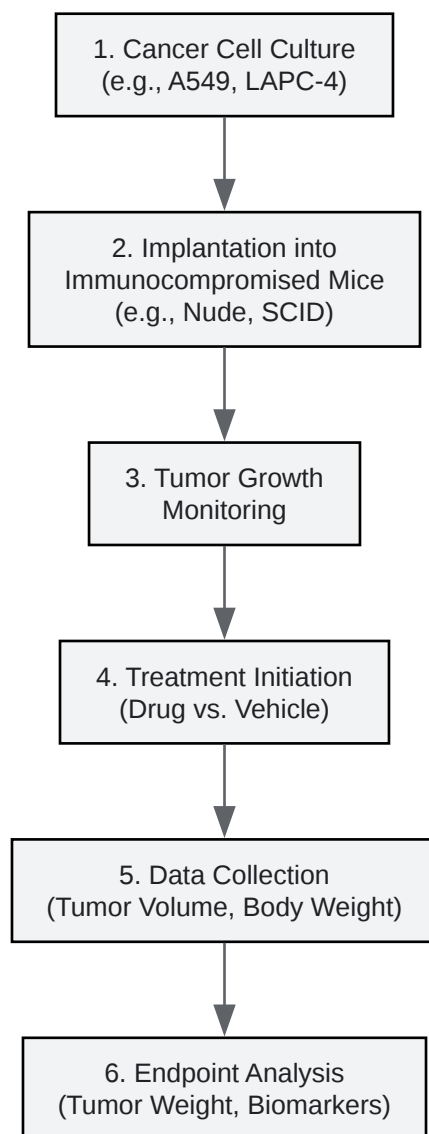 1. Cancer Cell Culture
(e.g., A549, LAPC-4)
2. Implantation into
Immunocompromised Mice
(e.g., Nude, SCID)
3. Tumor Growth
Monitoring
4. Treatment Initiation
(Drug vs. Vehicle)
5. Data Collection
(Tumor Volume, Body Weight)
6. Endpoint Analysis
(Tumor Weight, Biomarkers)